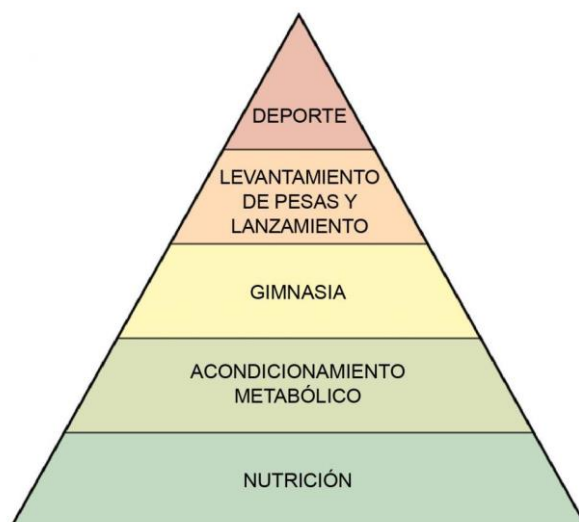 DEPORTE
LEVANTAMIENTO
DE PESAS Y
LANZAMIENTO
GIMNASIA
ACONDICIONAMIENTO
METABÓLICO
NUTRICIÓN